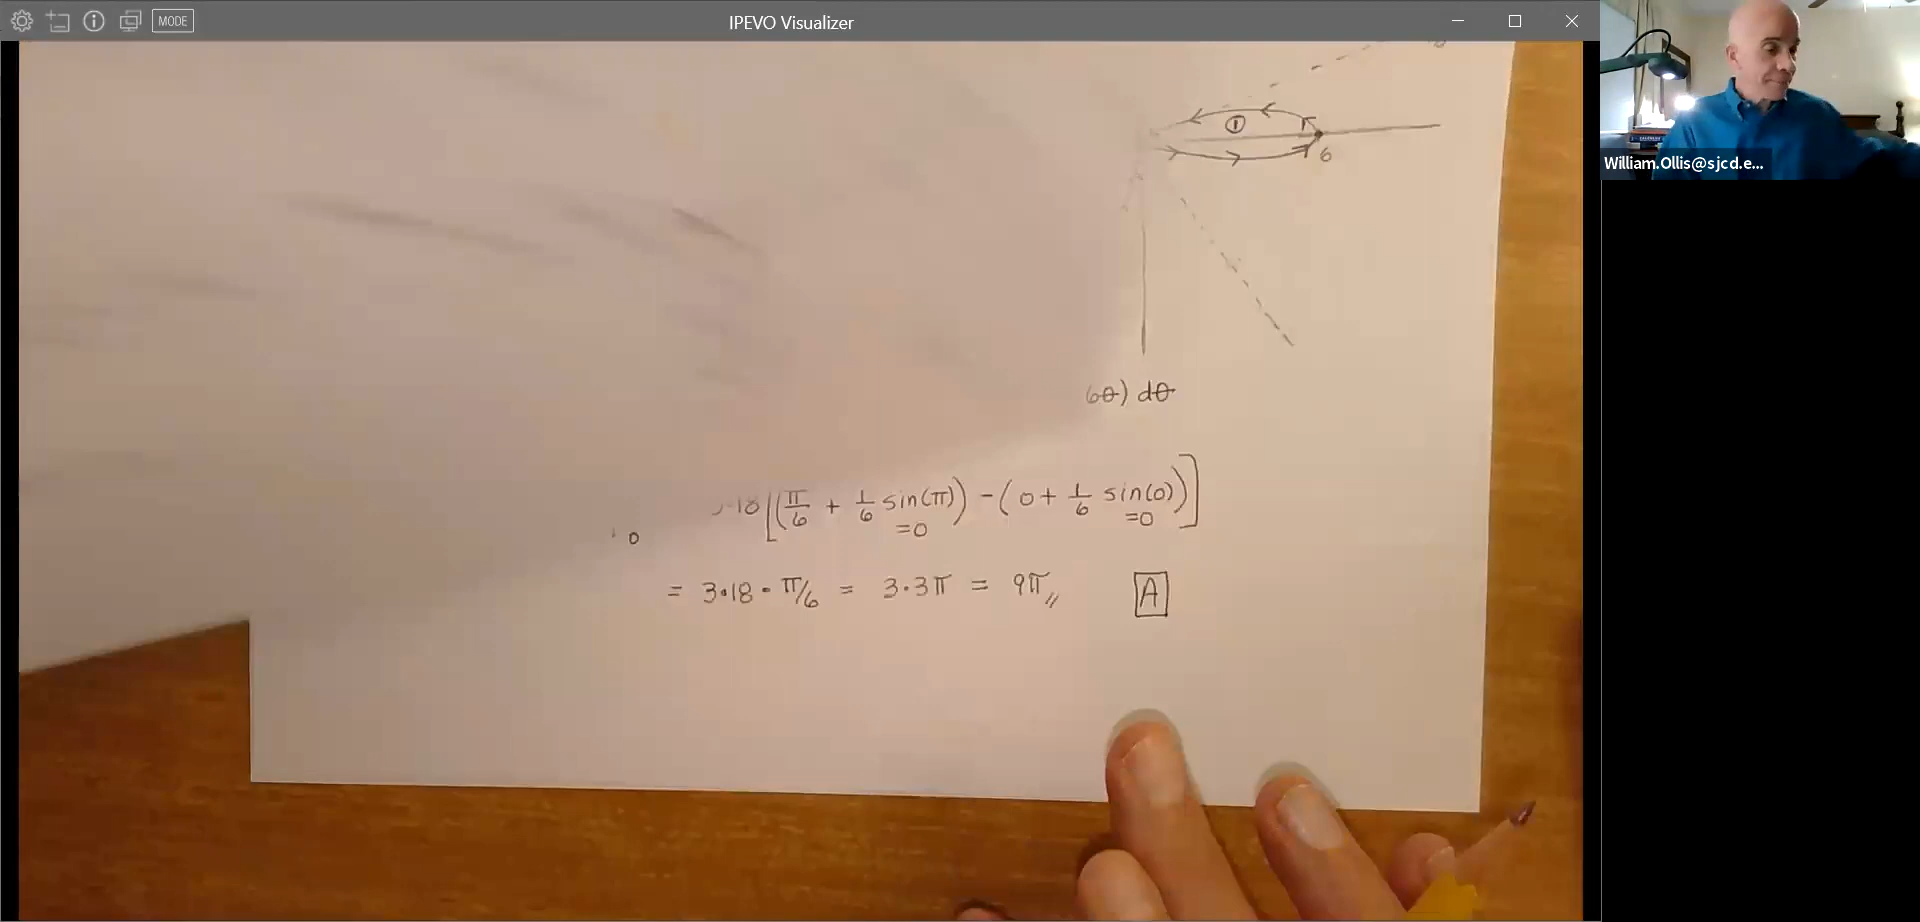 MODE
IPEVO Visualizer
William.Ollis@sjcd.e...
①
6
6θ) dθ
·18[(π/6 + 1/6 sin(π)) - (0 + 1/6 sin(0))]
=0 =0
0
= 3·18·π/6 = 3·3π = 9π
A